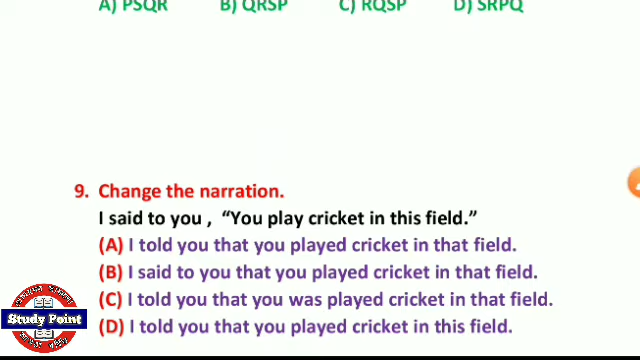 A) PSQR B) QRSP C) RQSP D) SRPQ
9. Change the narration.
I said to you , “You play cricket in this field.”
(A) I told you that you played cricket in that field.
(B) I said to you that you played cricket in that field.
(C) I told you that you was played cricket in that field.
(D) I told you that you played cricket in this field.
Study Point